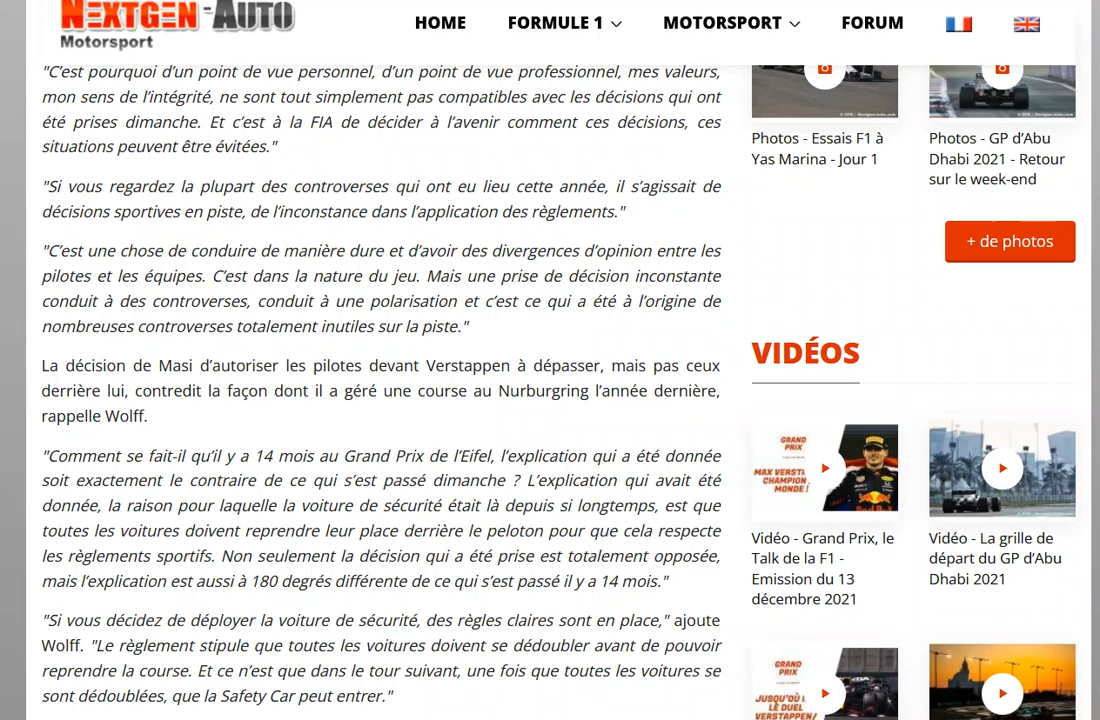 NEXTGEN-AUTO
Motorsport
HOME
FORMULE 1
MOTORSPORT
FORUM
"C'est pourquoi d'un point de vue personnel, d'un point de vue professionnel, mes valeurs,
mon sens de l'intégrité, ne sont tout simplement pas compatibles avec les décisions qui ont
été prises dimanche. Et c'est à la FIA de décider à l'avenir comment ces décisions, ces
situations peuvent être évitées."
"Si vous regardez la plupart des controverses qui ont eu lieu cette année, il s'agissait de
décisions sportives en piste, de l'inconstance dans l'application des règlements."
"C'est une chose de conduire de manière dure et d'avoir des divergences d'opinion entre les
pilotes et les équipes. C'est dans la nature du jeu. Mais une prise de décision inconstante
conduit à des controverses, conduit à une polarisation et c'est ce qui a été à l'origine de
nombreuses controverses totalement inutiles sur la piste."
La décision de Masi d'autoriser les pilotes devant Verstappen à dépasser, mais pas ceux
derrière lui, contredit la façon dont il a géré une course au Nurburgring l'année dernière,
rappelle Wolff.
"Comment se fait-il qu'il y a 14 mois au Grand Prix de l'Eifel, l'explication qui a été donnée
soit exactement le contraire de ce qui s'est passé dimanche ? L'explication qui avait été
donnée, la raison pour laquelle la voiture de sécurité était là depuis si longtemps, est que
toutes les voitures doivent reprendre leur place derrière le peloton pour que cela respecte
les règlements sportifs. Non seulement la décision qui a été prise est totalement opposée,
mais l'explication est aussi à 180 degrés différente de ce qui s'est passé il y a 14 mois."
"Si vous décidez de déployer la voiture de sécurité, des règles claires sont en place," ajoute
Wolff. "Le règlement stipule que toutes les voitures doivent se dédoubler avant de pouvoir
reprendre la course. Et ce n'est que dans le tour suivant, une fois que toutes les voitures se
sont dédoublées, que la Safety Car peut entrer."
Photos - Essais F1 à
Yas Marina - Jour 1
Photos - GP d'Abu
Dhabi 2021 - Retour
sur le week-end
+ de photos
VIDÉOS
GRAND
PRIX
MAX VERST
CHAMPION
MONDE !
Vidéo - Grand Prix, le
Talk de la F1 -
Emission du 13
décembre 2021
Vidéo - La grille de
départ du GP d'Abu
Dhabi 2021
GRAND
PRIX
JUSQU'OÙ
LE DUEL
VERSTAPPEN/